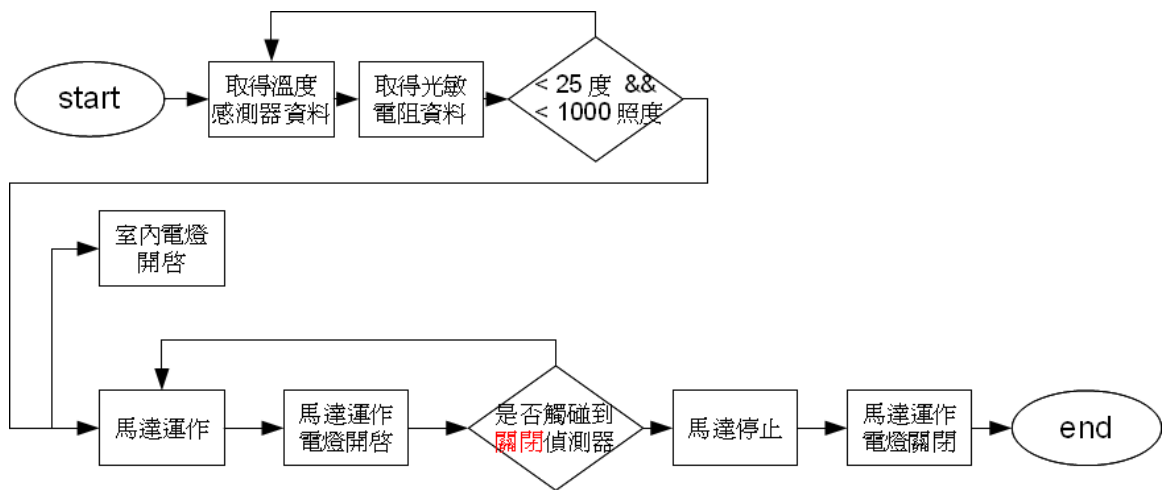 start
取得溫度
感測器資料
取得光敏
電阻資料
< 25 度 &&
< 1000 照度
室內電燈
開啟
馬達運作
馬達運作
電燈開啟
是否觸碰到
關閉偵測器
馬達停止
馬達運作
電燈關閉
end